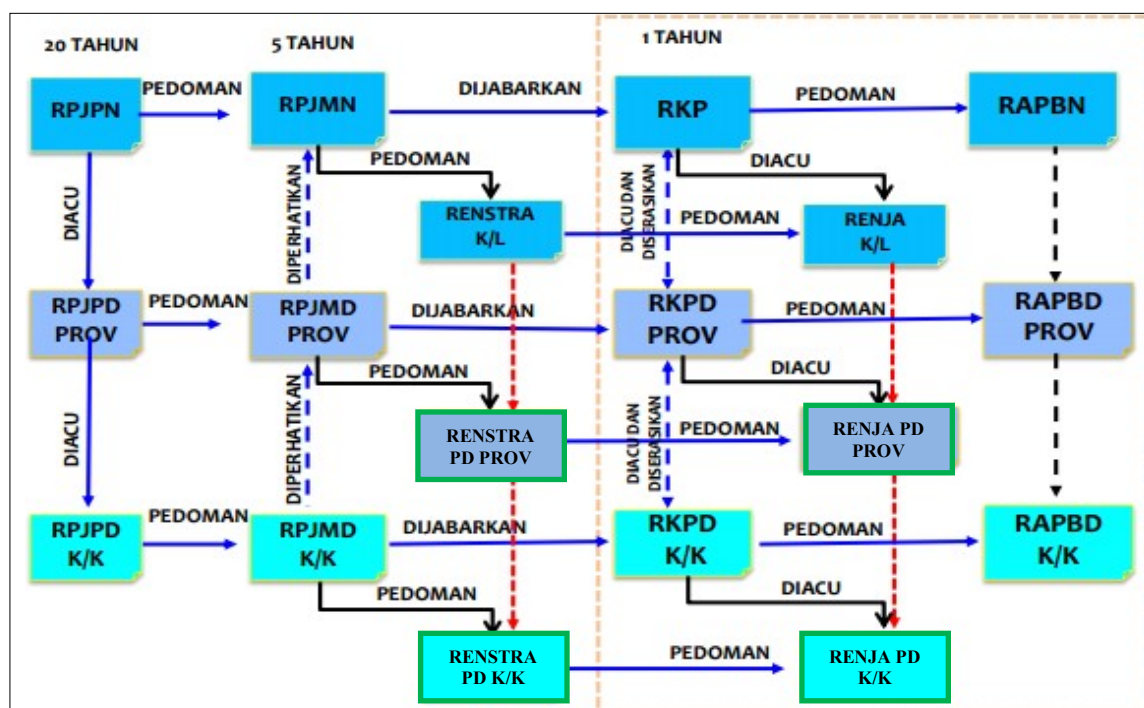 20 TAHUN
5 TAHUN
1 TAHUN
RPJPN
PEDOMAN
RPJMN
DIJABARKAN
RKP
PEDOMAN
RAPBN
DIACU
DIPERHATIKAN
PEDOMAN
RENSTRA
K/L
PEDOMAN
DIACU DAN
DISERASIKAN
DIACU
RENJA
K/L
RPJPD
PROV
PEDOMAN
RPJMD
PROV
DIJABARKAN
RKPD
PROV
PEDOMAN
RAPBD
PROV
DIACU
DIPERHATIKAN
PEDOMAN
RENSTRA
PD PROV
PEDOMAN
DIACU DAN
DISERASIKAN
DIACU
RENJA PD
PROV
RPJPD
K/K
PEDOMAN
RPJMD
K/K
DIJABARKAN
RKPD
K/K
PEDOMAN
RAPBD
K/K
PEDOMAN
RENSTRA
PD K/K
PEDOMAN
DIACU
RENJA PD
K/K